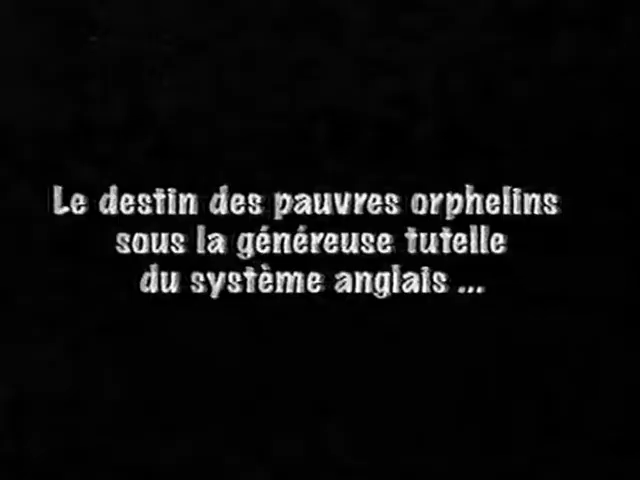 Le destin des pauvres orphelins
sous la généreuse tutelle
du système anglais ...